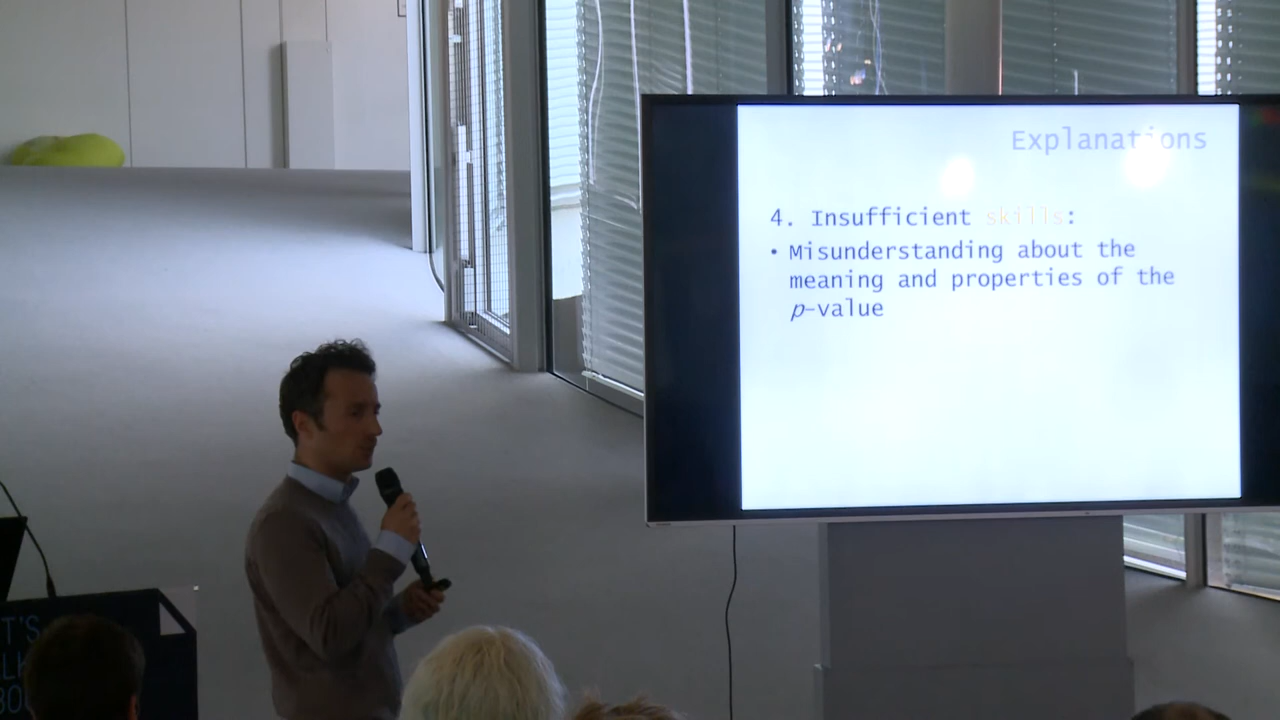 Explanations
4. Insufficient skills:
• Misunderstanding about the
meaning and properties of the
p-value
T'S